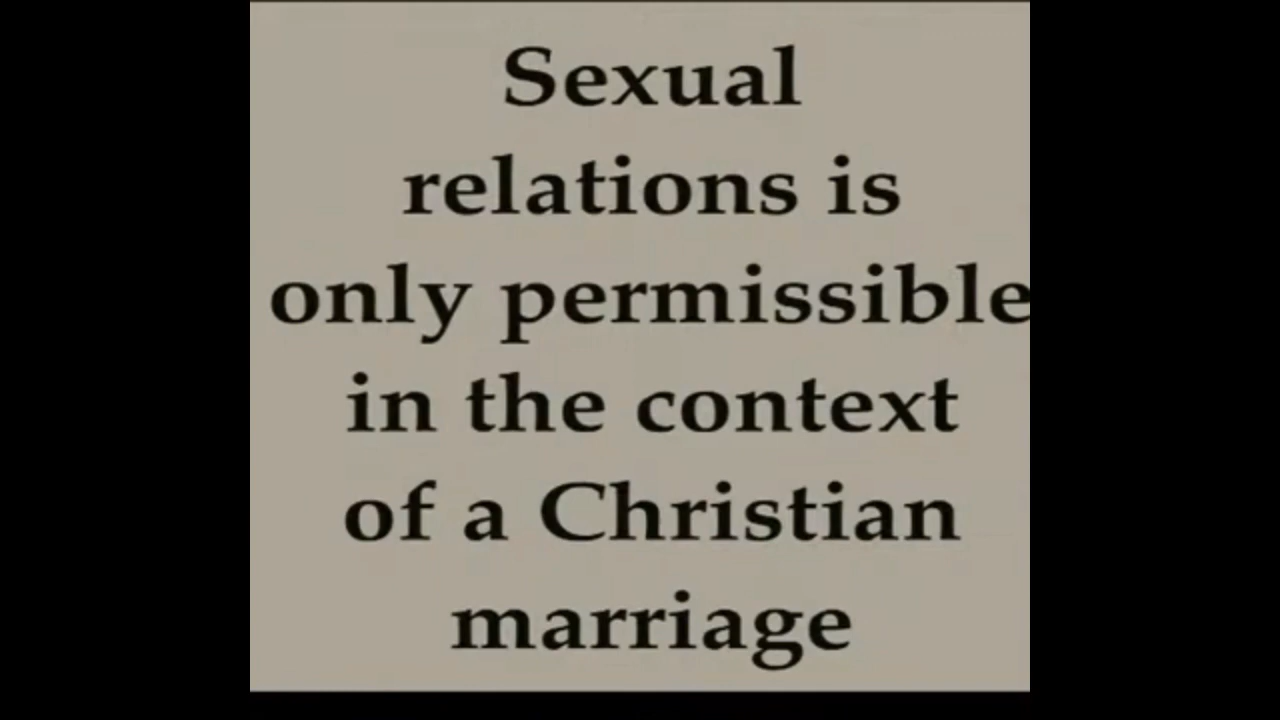 Sexual
relations is
only permissible
in the context
of a Christian
marriage